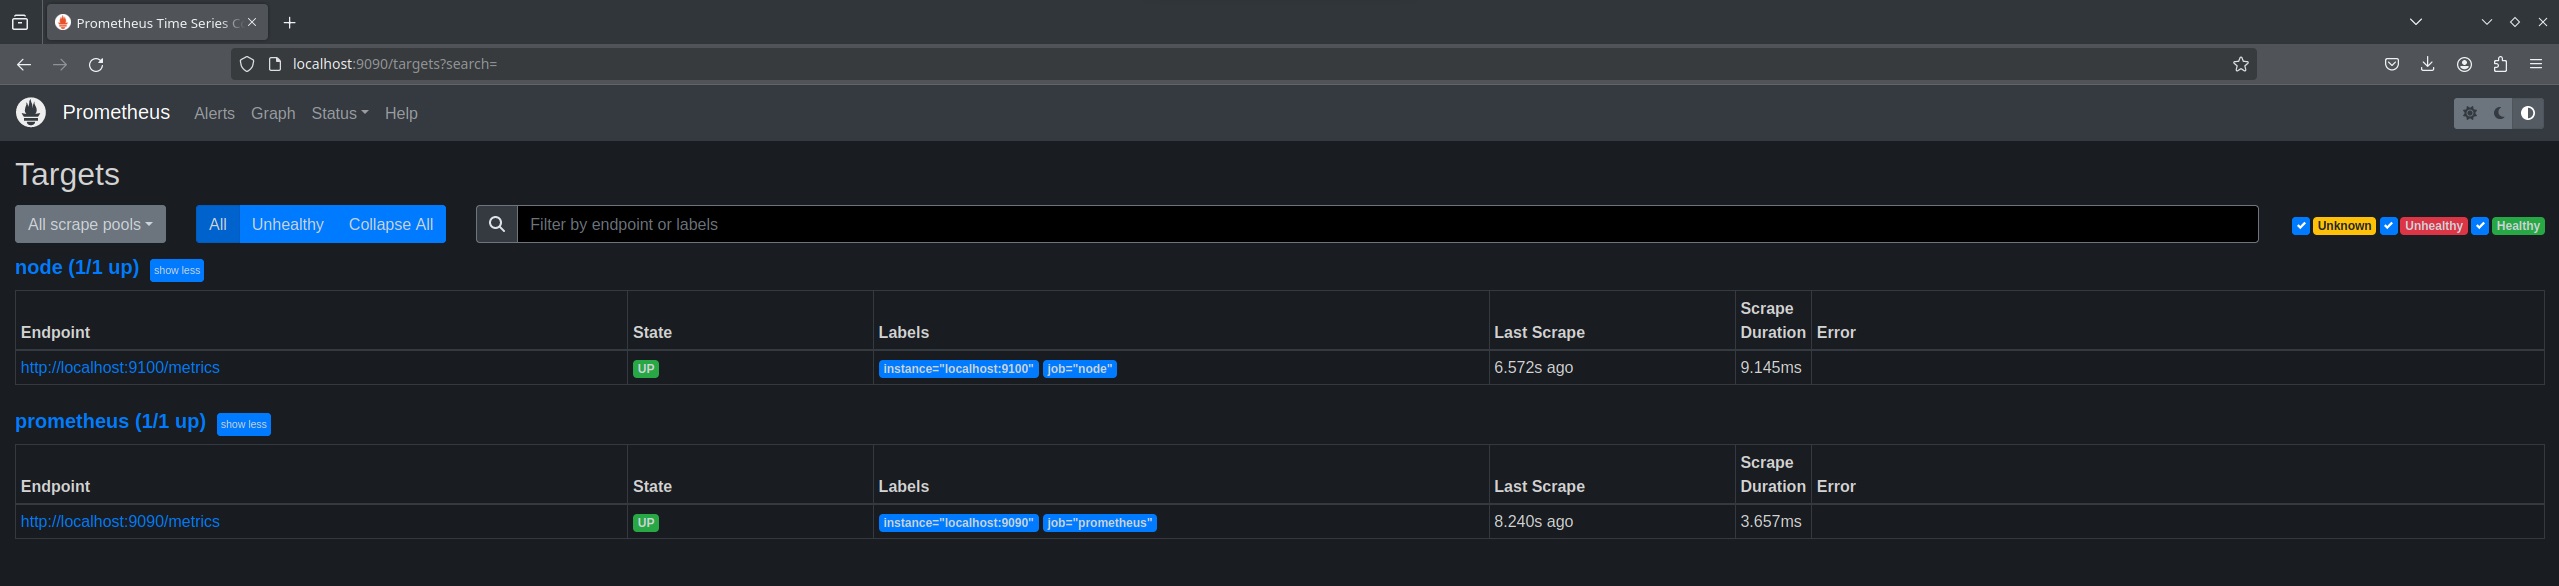 Prometheus Time Series C
localhost:9090/targets?search=
Prometheus Alerts Graph Status Help
Targets
All scrape pools All Unhealthy Collapse All Filter by endpoint or labels Unknown Unhealthy Healthy
node (1/1 up) show less
Endpoint State Labels Last Scrape Scrape Duration Error
http://localhost:9100/metrics UP instance="localhost:9100" job="node" 6.572s ago 9.145ms
prometheus (1/1 up) show less
Endpoint State Labels Last Scrape Scrape Duration Error
http://localhost:9090/metrics UP instance="localhost:9090" job="prometheus" 8.240s ago 3.657ms